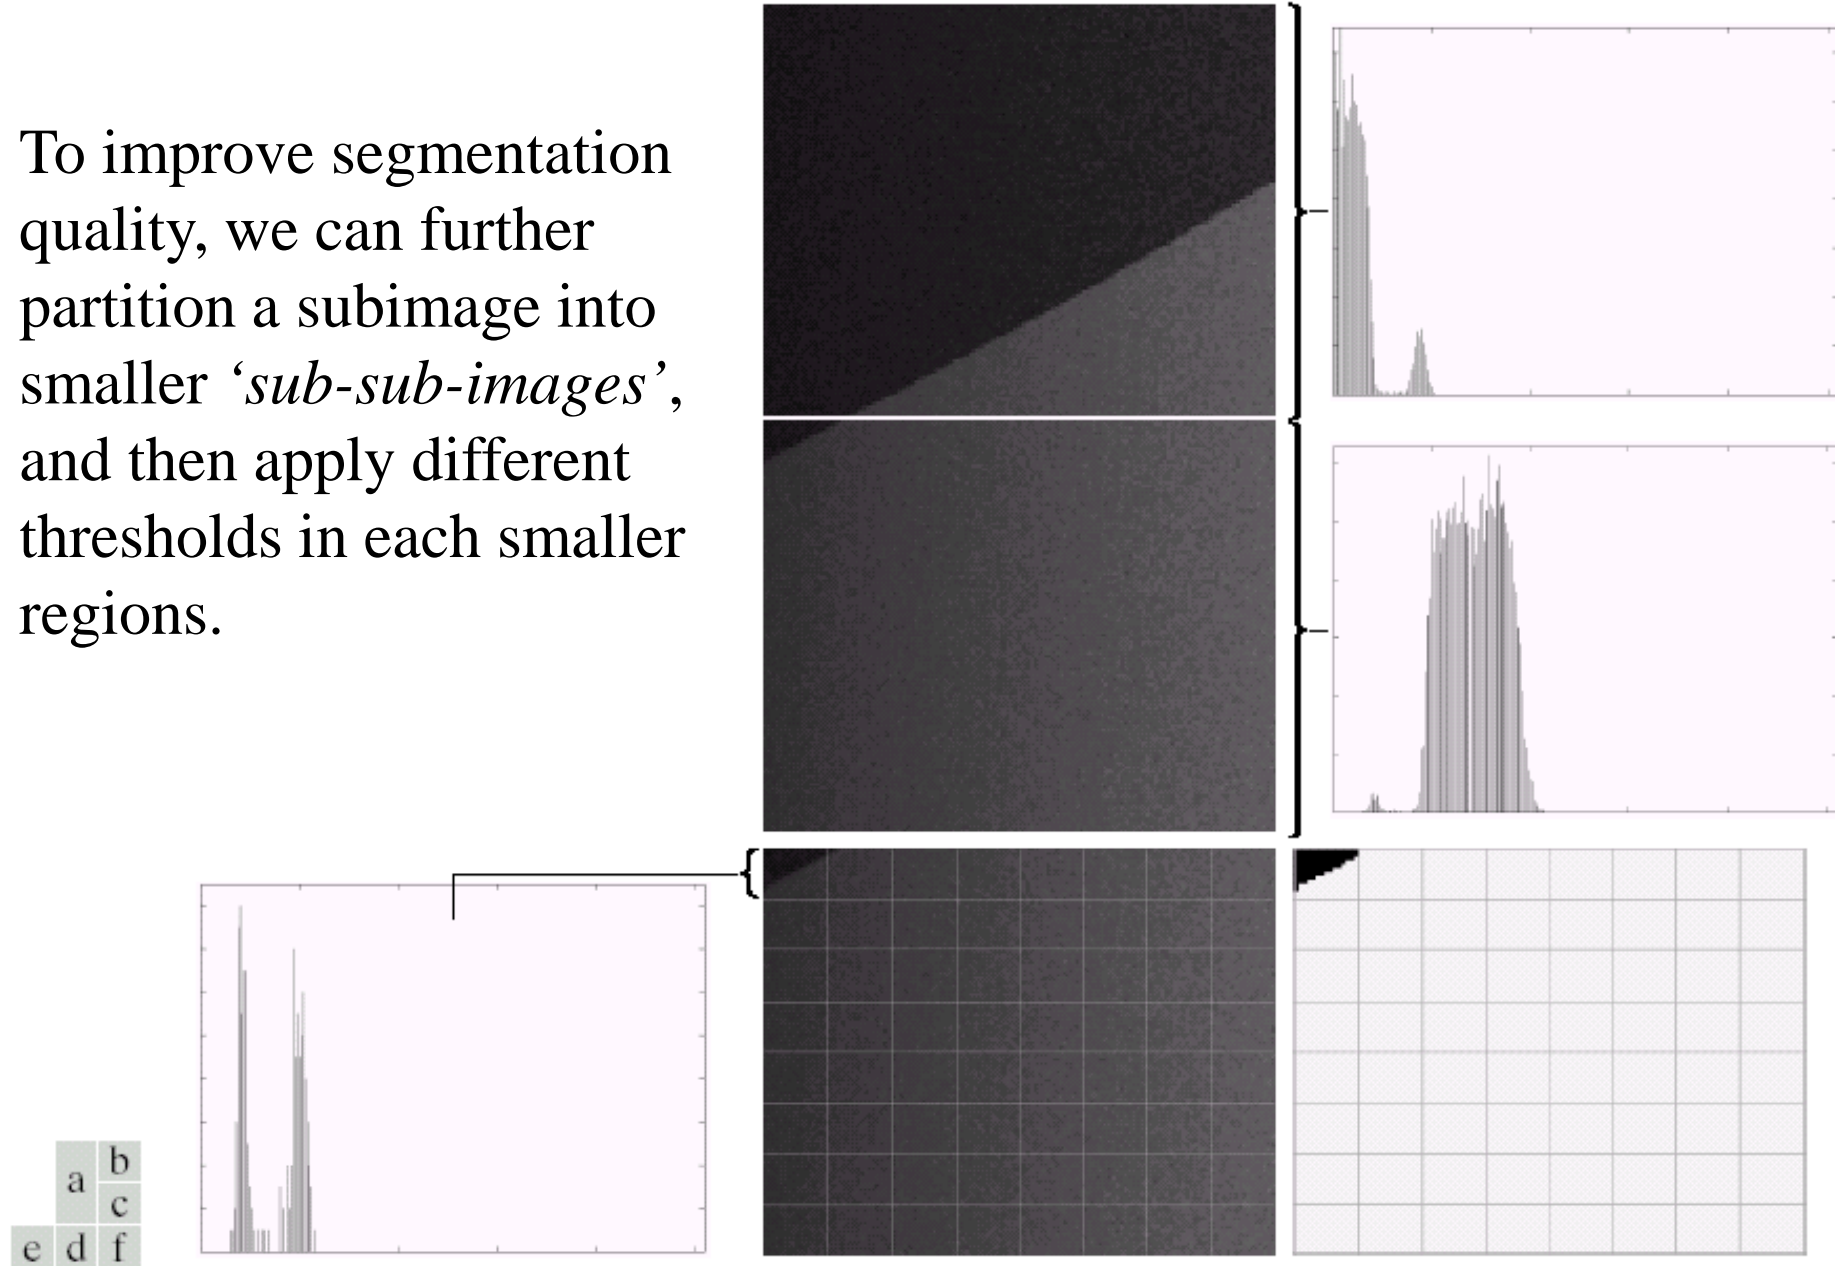 To improve segmentation
quality, we can further
partition a subimage into
smaller ‘sub-sub-images’,
and then apply different
thresholds in each smaller
regions.
a
b
c
e d f